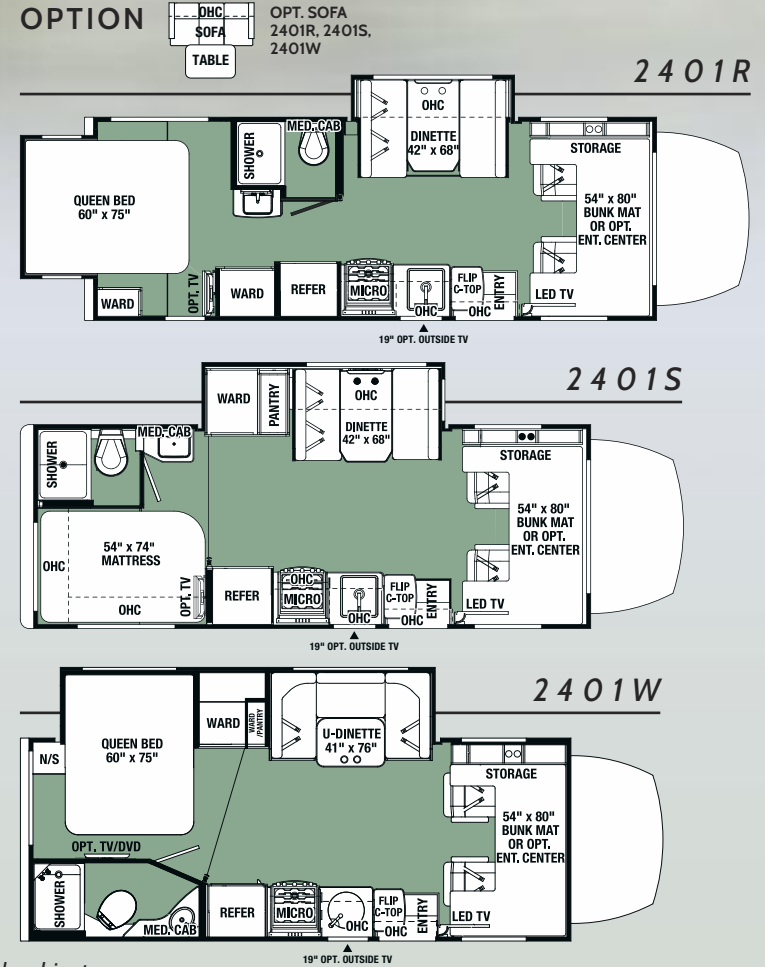 OPTION
OHC
SOFA
TABLE
OPT. SOFA
2401R, 2401S,
2401W
2401R
QUEEN BED
60" x 75"
WARD
OPT. TV
SHOWER
MED. CAB
WARD
REFER
OHC
DINETTE
42" x 68"
MICRO
OHC
FLIP
C-TOP
OHC
ENTRY
STORAGE
54" x 80"
BUNK MAT
OR OPT.
ENT. CENTER
LED TV
19" OPT. OUTSIDE TV
2401S
SHOWER
MED. CAB
WARD
PANTRY
OHC
DINETTE
42" x 68"
54" x 74"
MATTRESS
OHC
OHC
OPT. TV
REFER
OHC
MICRO
OHC
FLIP
C-TOP
OHC
ENTRY
STORAGE
54" x 80"
BUNK MAT
OR OPT.
ENT. CENTER
LED TV
19" OPT. OUTSIDE TV
2401W
N/S
QUEEN BED
60" x 75"
OPT. TV/DVD
WARD
WARD
/PANTRY
U-DINETTE
41" x 76"
SHOWER
MED. CAB
REFER
MICRO
OHC
FLIP
C-TOP
OHC
ENTRY
STORAGE
54" x 80"
BUNK MAT
OR OPT.
ENT. CENTER
LED TV
19" OPT. OUTSIDE TV